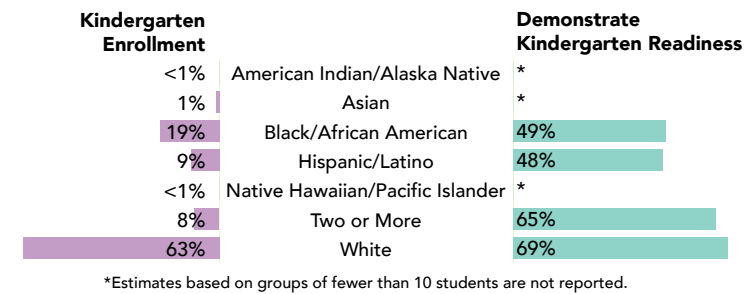 Kindergarten Enrollment
Demonstrate Kindergarten Readiness
<1% American Indian/Alaska Native *
1% Asian *
19% Black/African American 49%
9% Hispanic/Latino 48%
<1% Native Hawaiian/Pacific Islander *
8% Two or More 65%
63% White 69%
*Estimates based on groups of fewer than 10 students are not reported.